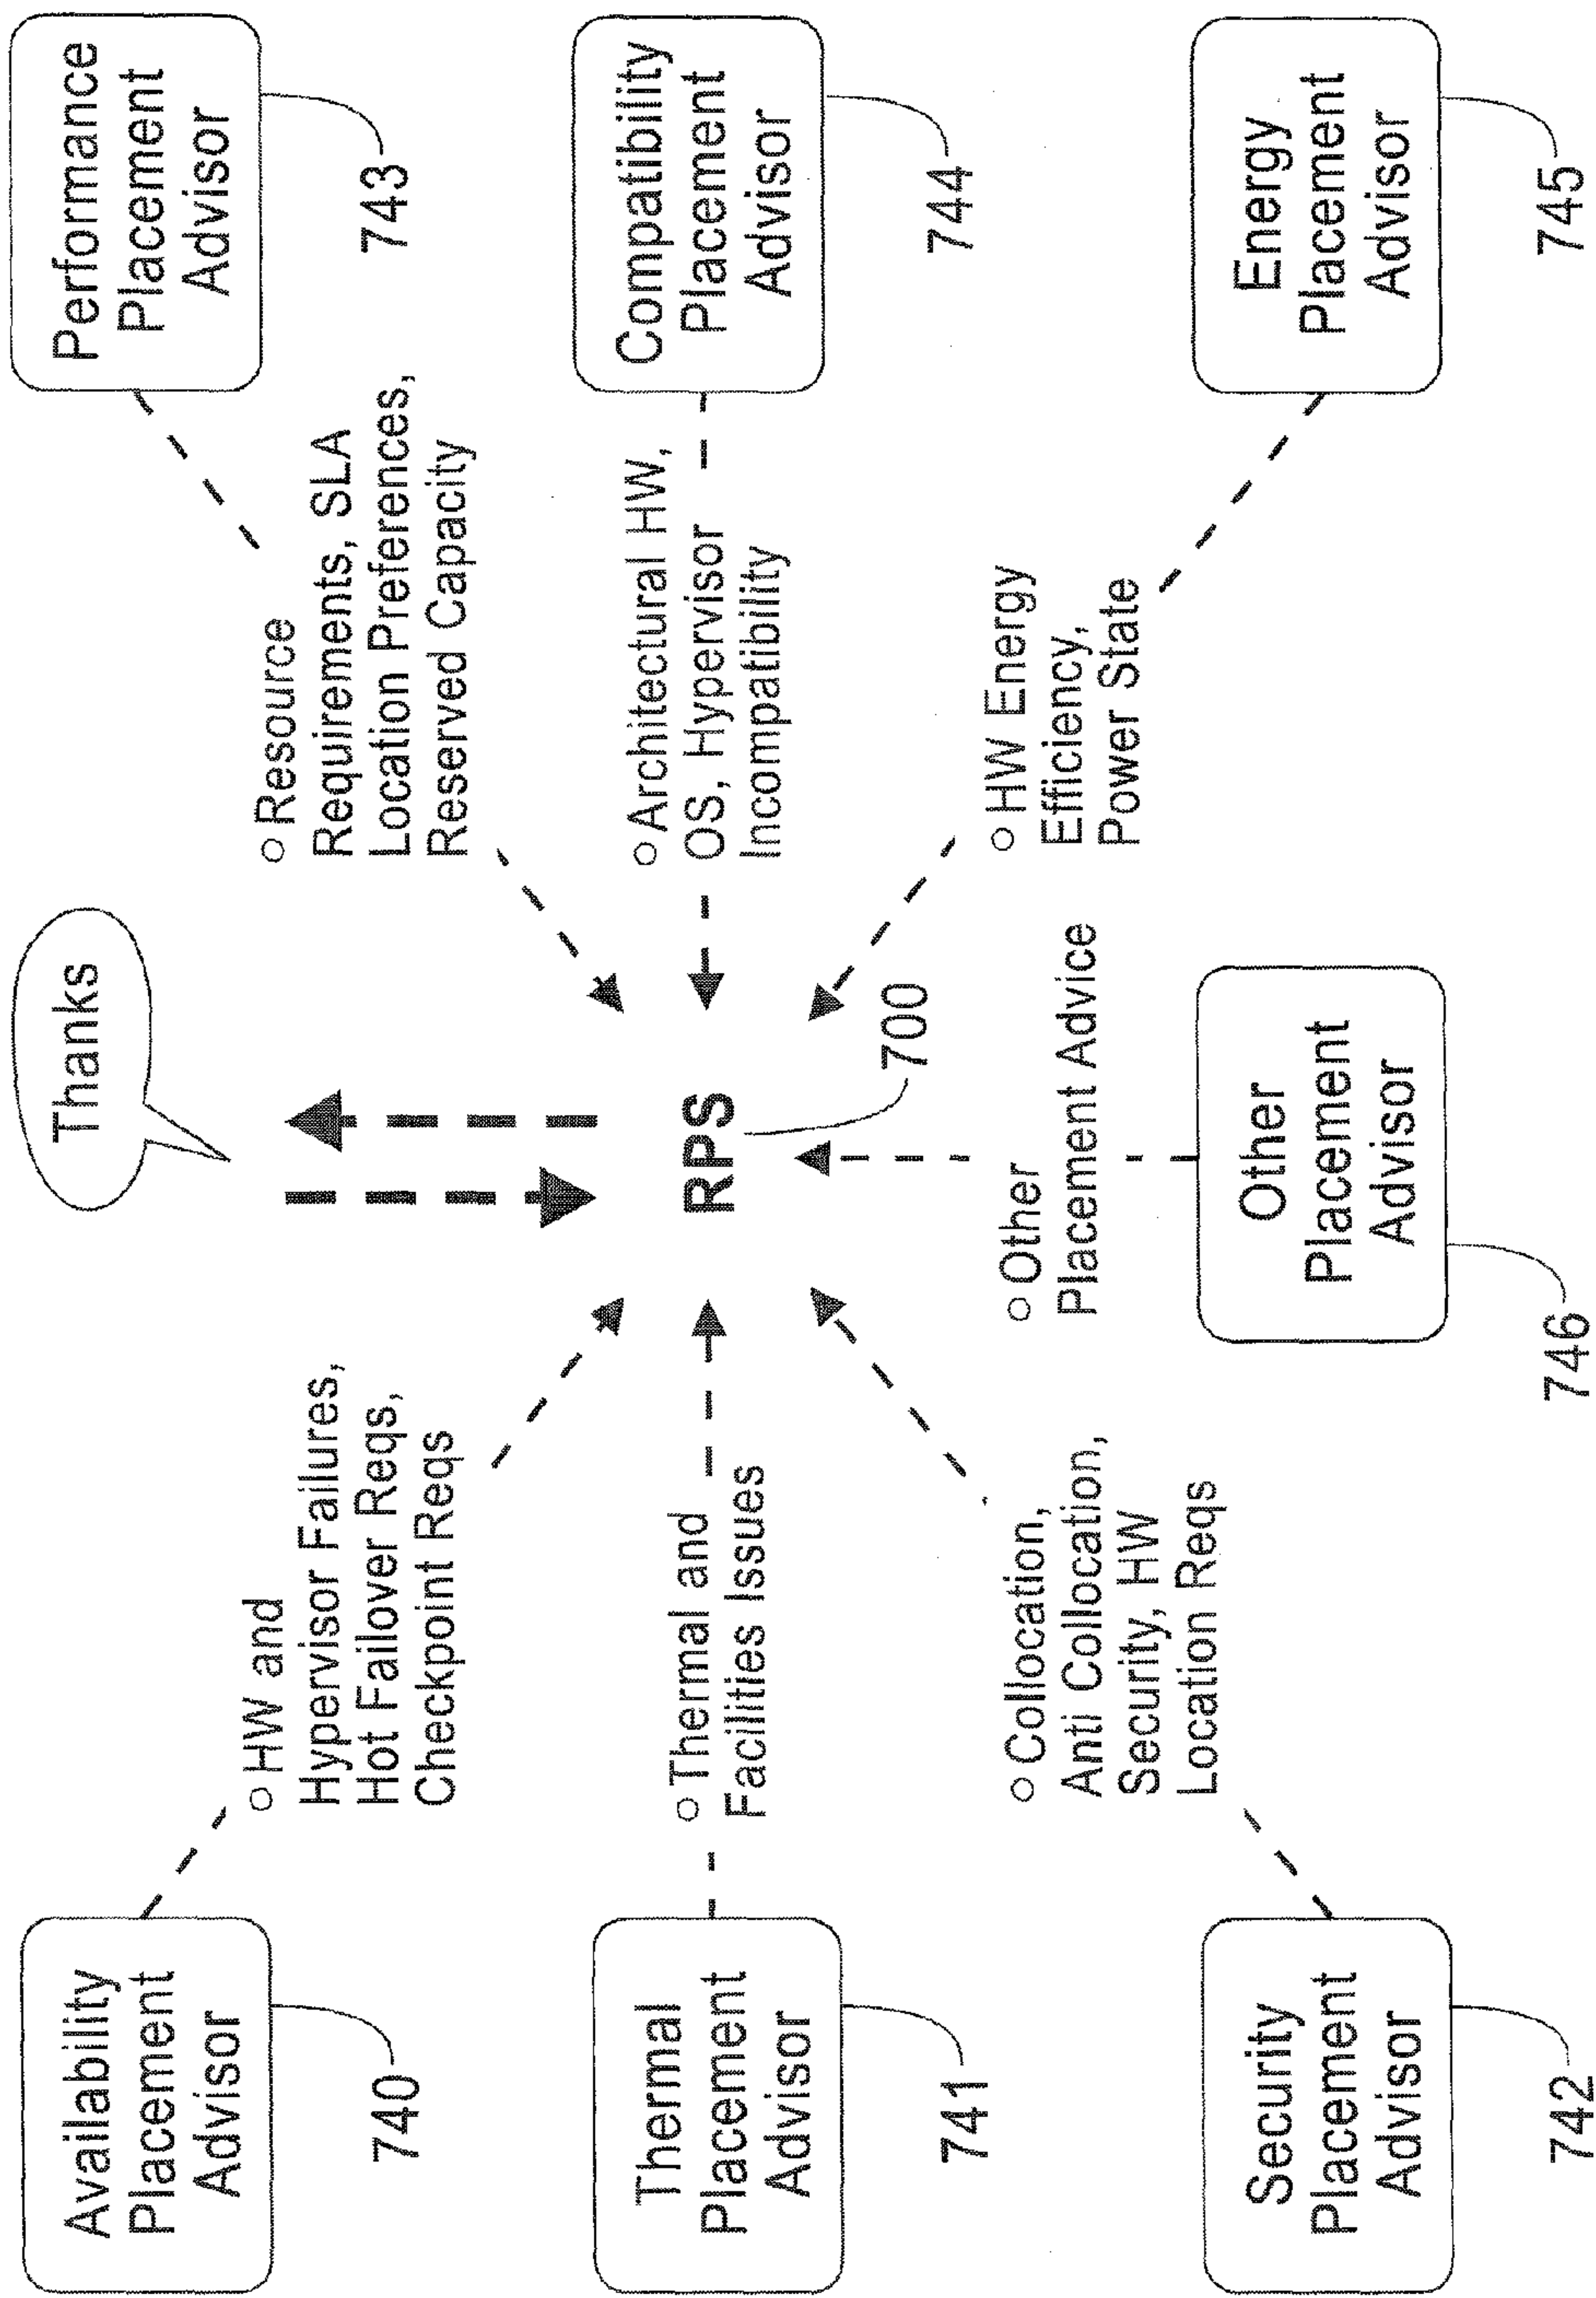 Thanks
Availability
Placement
Advisor
740
○ HW and
Hypervisor Failures,
Hot Failover Reqs,
Checkpoint Reqs
○ Resource
Requirements, SLA
Location Preferences,
Reserved Capacity
Performance
Placement
Advisor
743
Thermal
Placement
Advisor
741
○ Thermal and
Facilities Issues
RPS
700
○ Architectural HW,
OS, Hypervisor
Incompatibility
Compatibility
Placement
Advisor
744
Security
Placement
Advisor
742
○ Collocation,
Anti Collocation,
Security, HW
Location Reqs
○ Other
Placement Advice
Other
Placement
Advisor
746
○ HW Energy
Efficiency,
Power State
Energy
Placement
Advisor
745